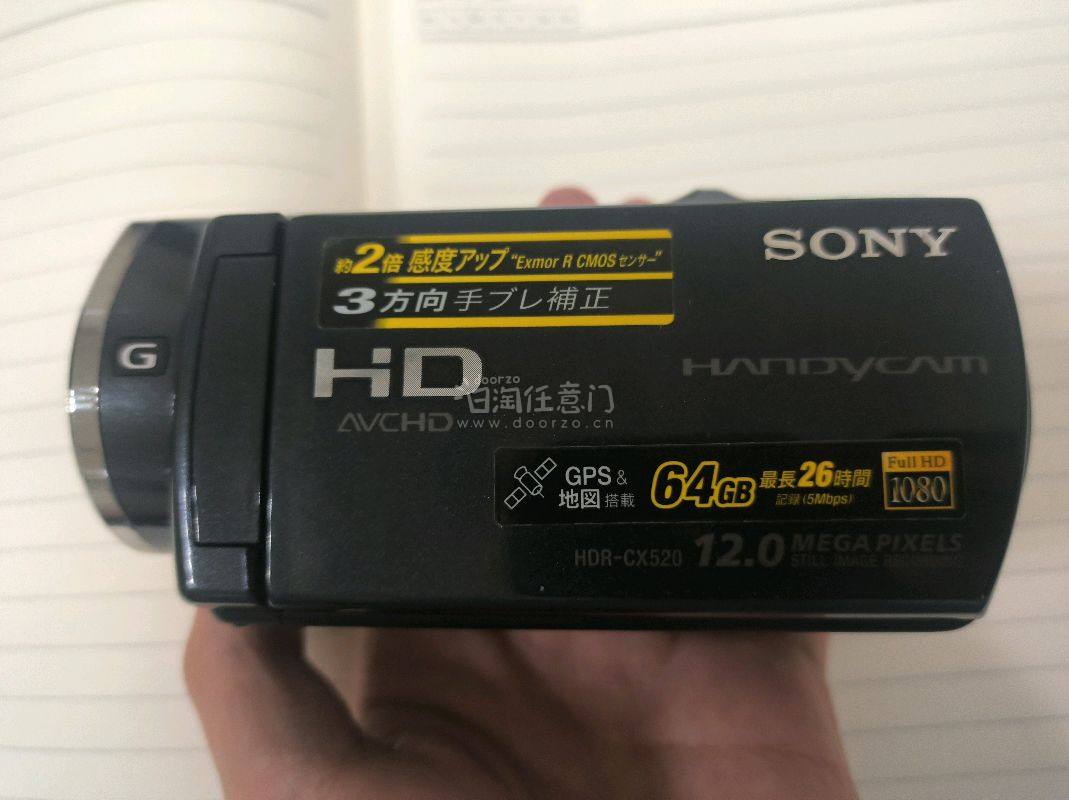 SONY
約2倍 感度アップ "Exmor R CMOS センサー"
3方向 手ブレ補正
G
HD
HANDYCAM
AVCHD
doorzo
日淘任意门
www.doorzo.cn
GPS &
地図 搭載
64GB
最長 26時間
記録 (5Mbps)
Full HD
1080
HDR-CX520
12.0
MEGA PIXELS
STILL IMAGE RECORDING